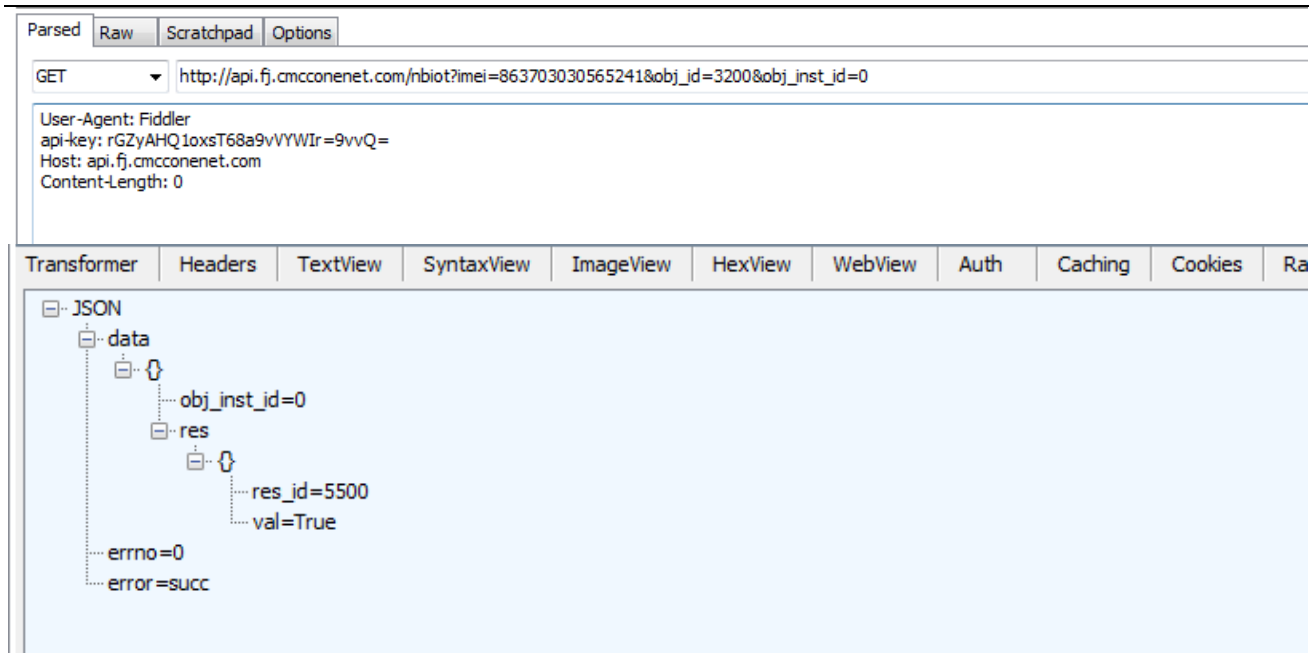 Parsed Raw Scratchpad Options
GET http://api.fj.cmcconenet.com/nbiot?imei=863703030565241&obj_id=3200&obj_inst_id=0
User-Agent: Fiddler
api-key: rGZyAHQ1oxsT68a9vVYWIr=9vvQ=
Host: api.fj.cmcconenet.com
Content-Length: 0
Transformer Headers TextView SyntaxView ImageView HexView WebView Auth Caching Cookies Ra
JSON
data
{}
obj_inst_id=0
res
{}
res_id=5500
val=True
errno=0
error=succ